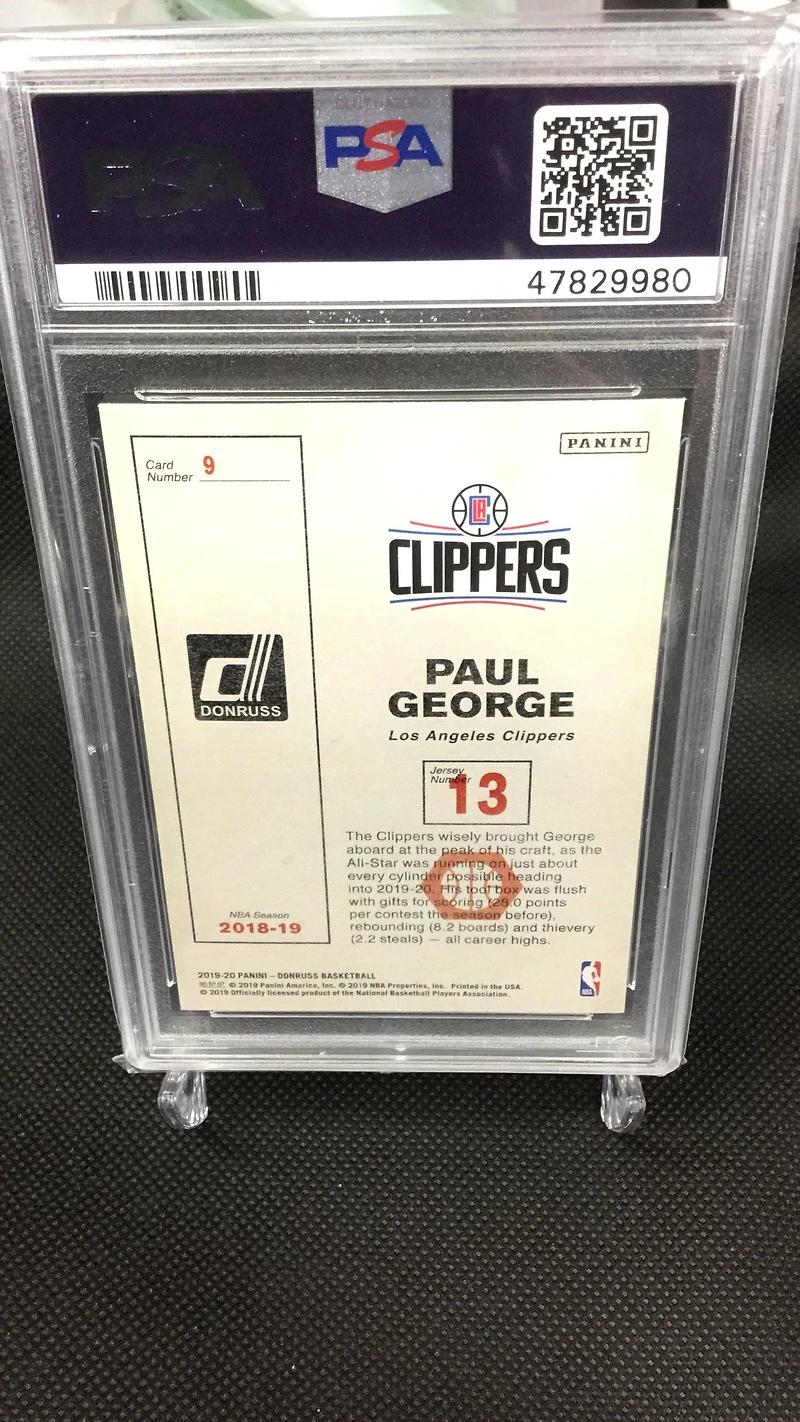 PSA
PSA
47829980
Card
Number 9
PANINI
LAC
CLIPPERS
DONRUSS
PAUL
GEORGE
Los Angeles Clippers
Jersey
Number
13
The Clippers wisely brought George
aboard at the peak of his craft, as the
All-Star was running on just about
every cylinder possible heading
into 2019-20. His tool box was flush
with gifts for scoring (28.0 points
per contest the season before),
rebounding (8.2 boards) and thievery
(2.2 steals) — all career highs.
NBA Season
2018-19
2019-20 PANINI – DONRUSS BASKETBALL
© 2019 Panini America, Inc. © 2019 NBA Properties, Inc. Printed in the USA.
© 2019 Officially licensed product of the National Basketball Players Association.
NBA